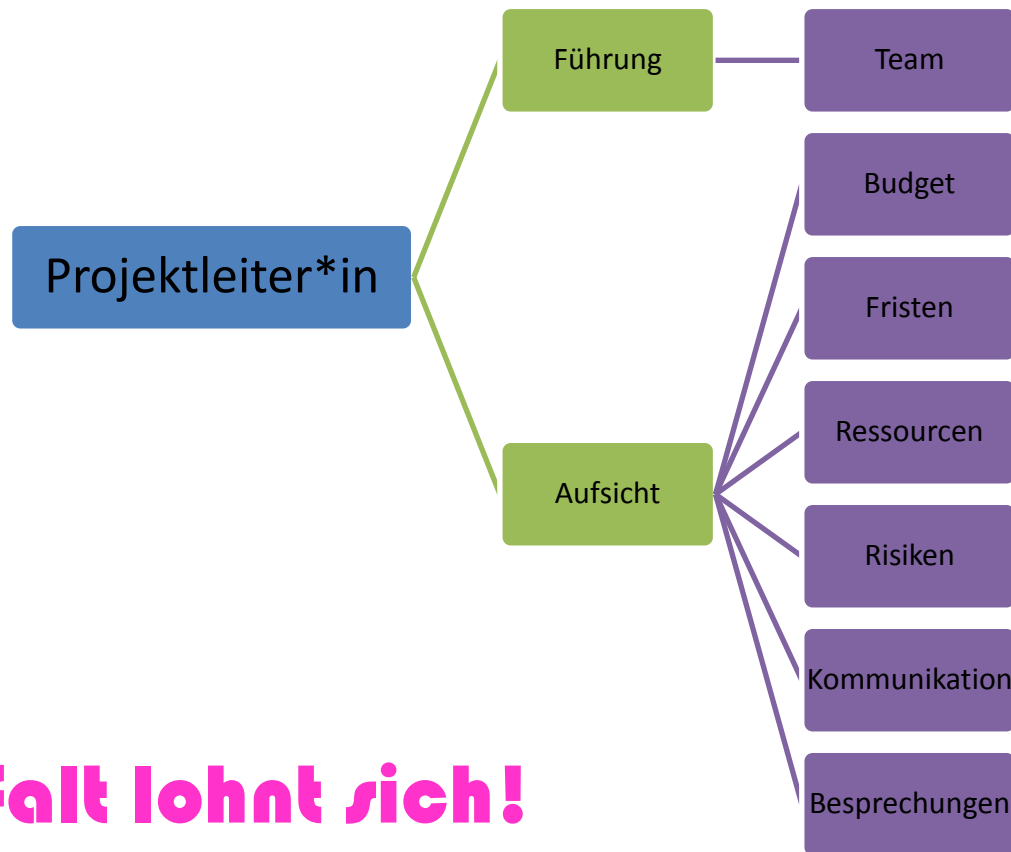 Führung
Team
Budget
Projektleiter*in
Fristen
Ressourcen
Aufsicht
Risiken
Kommunikation
lohnt sich!
Besprechungen